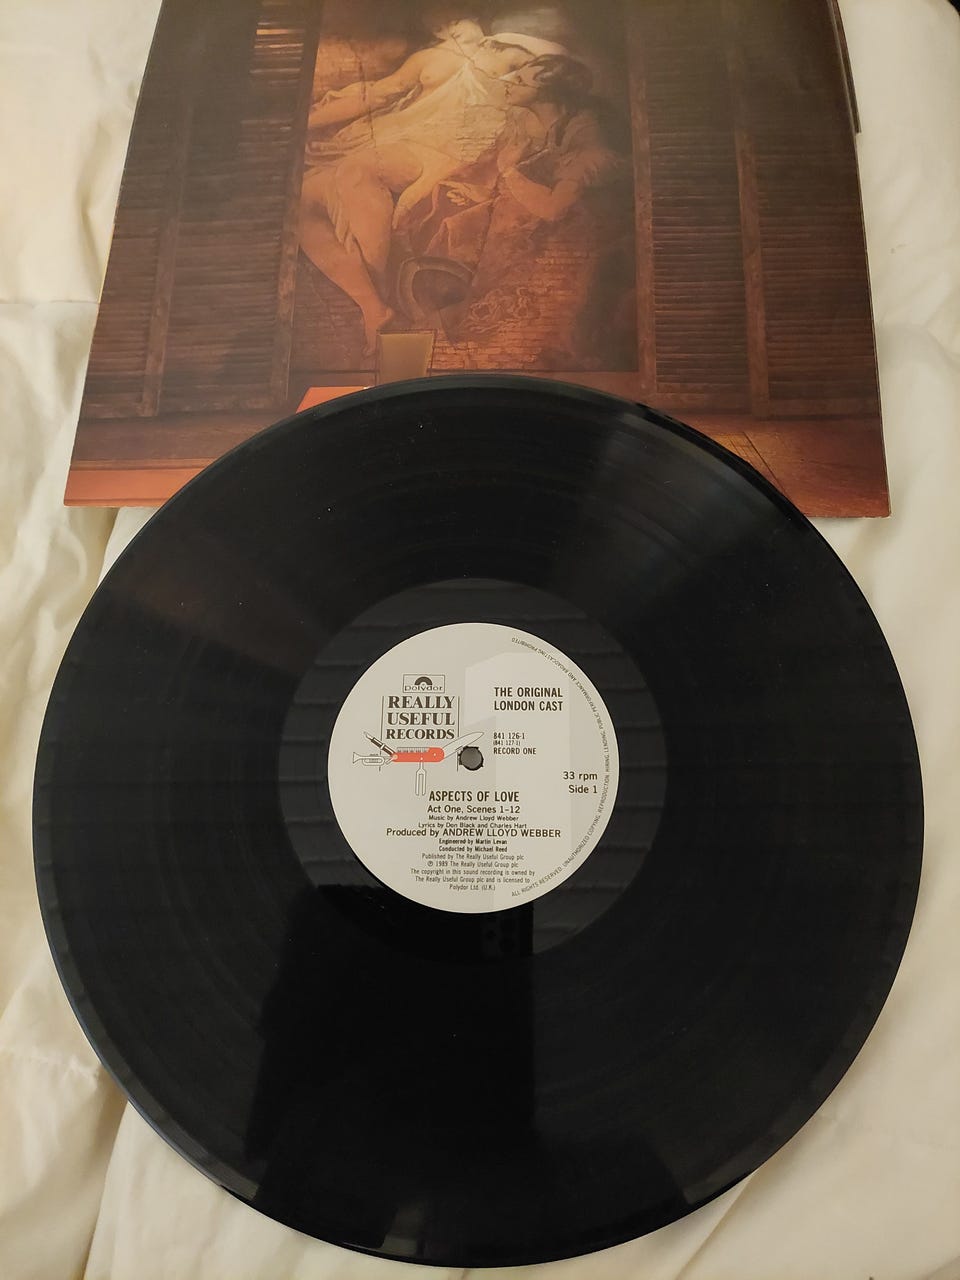 polydor
REALLY
USEFUL
RECORDS
THE ORIGINAL
LONDON CAST
841 126-1
(841 127-1)
RECORD ONE
33 rpm
Side 1
ASPECTS OF LOVE
Act One, Scenes 1-12
Music by Andrew Lloyd Webber
Lyrics by Don Black and Charles Hart
Produced by ANDREW LLOYD WEBBER
Engineered by Martin Levan
Conducted by Michael Reed
Published by The Really Useful Group plc
℗ 1989 The Really Useful Group plc
The copyright in this sound recording is owned by
The Really Useful Group plc and is licensed to
Polydor Ltd. (U.K.)
ALL RIGHTS RESERVED. UNAUTHORIZED COPYING, REPRODUCTION, HIRING, LENDING, PUBLIC PERFORMANCE AND BROADCASTING PROHIBITED